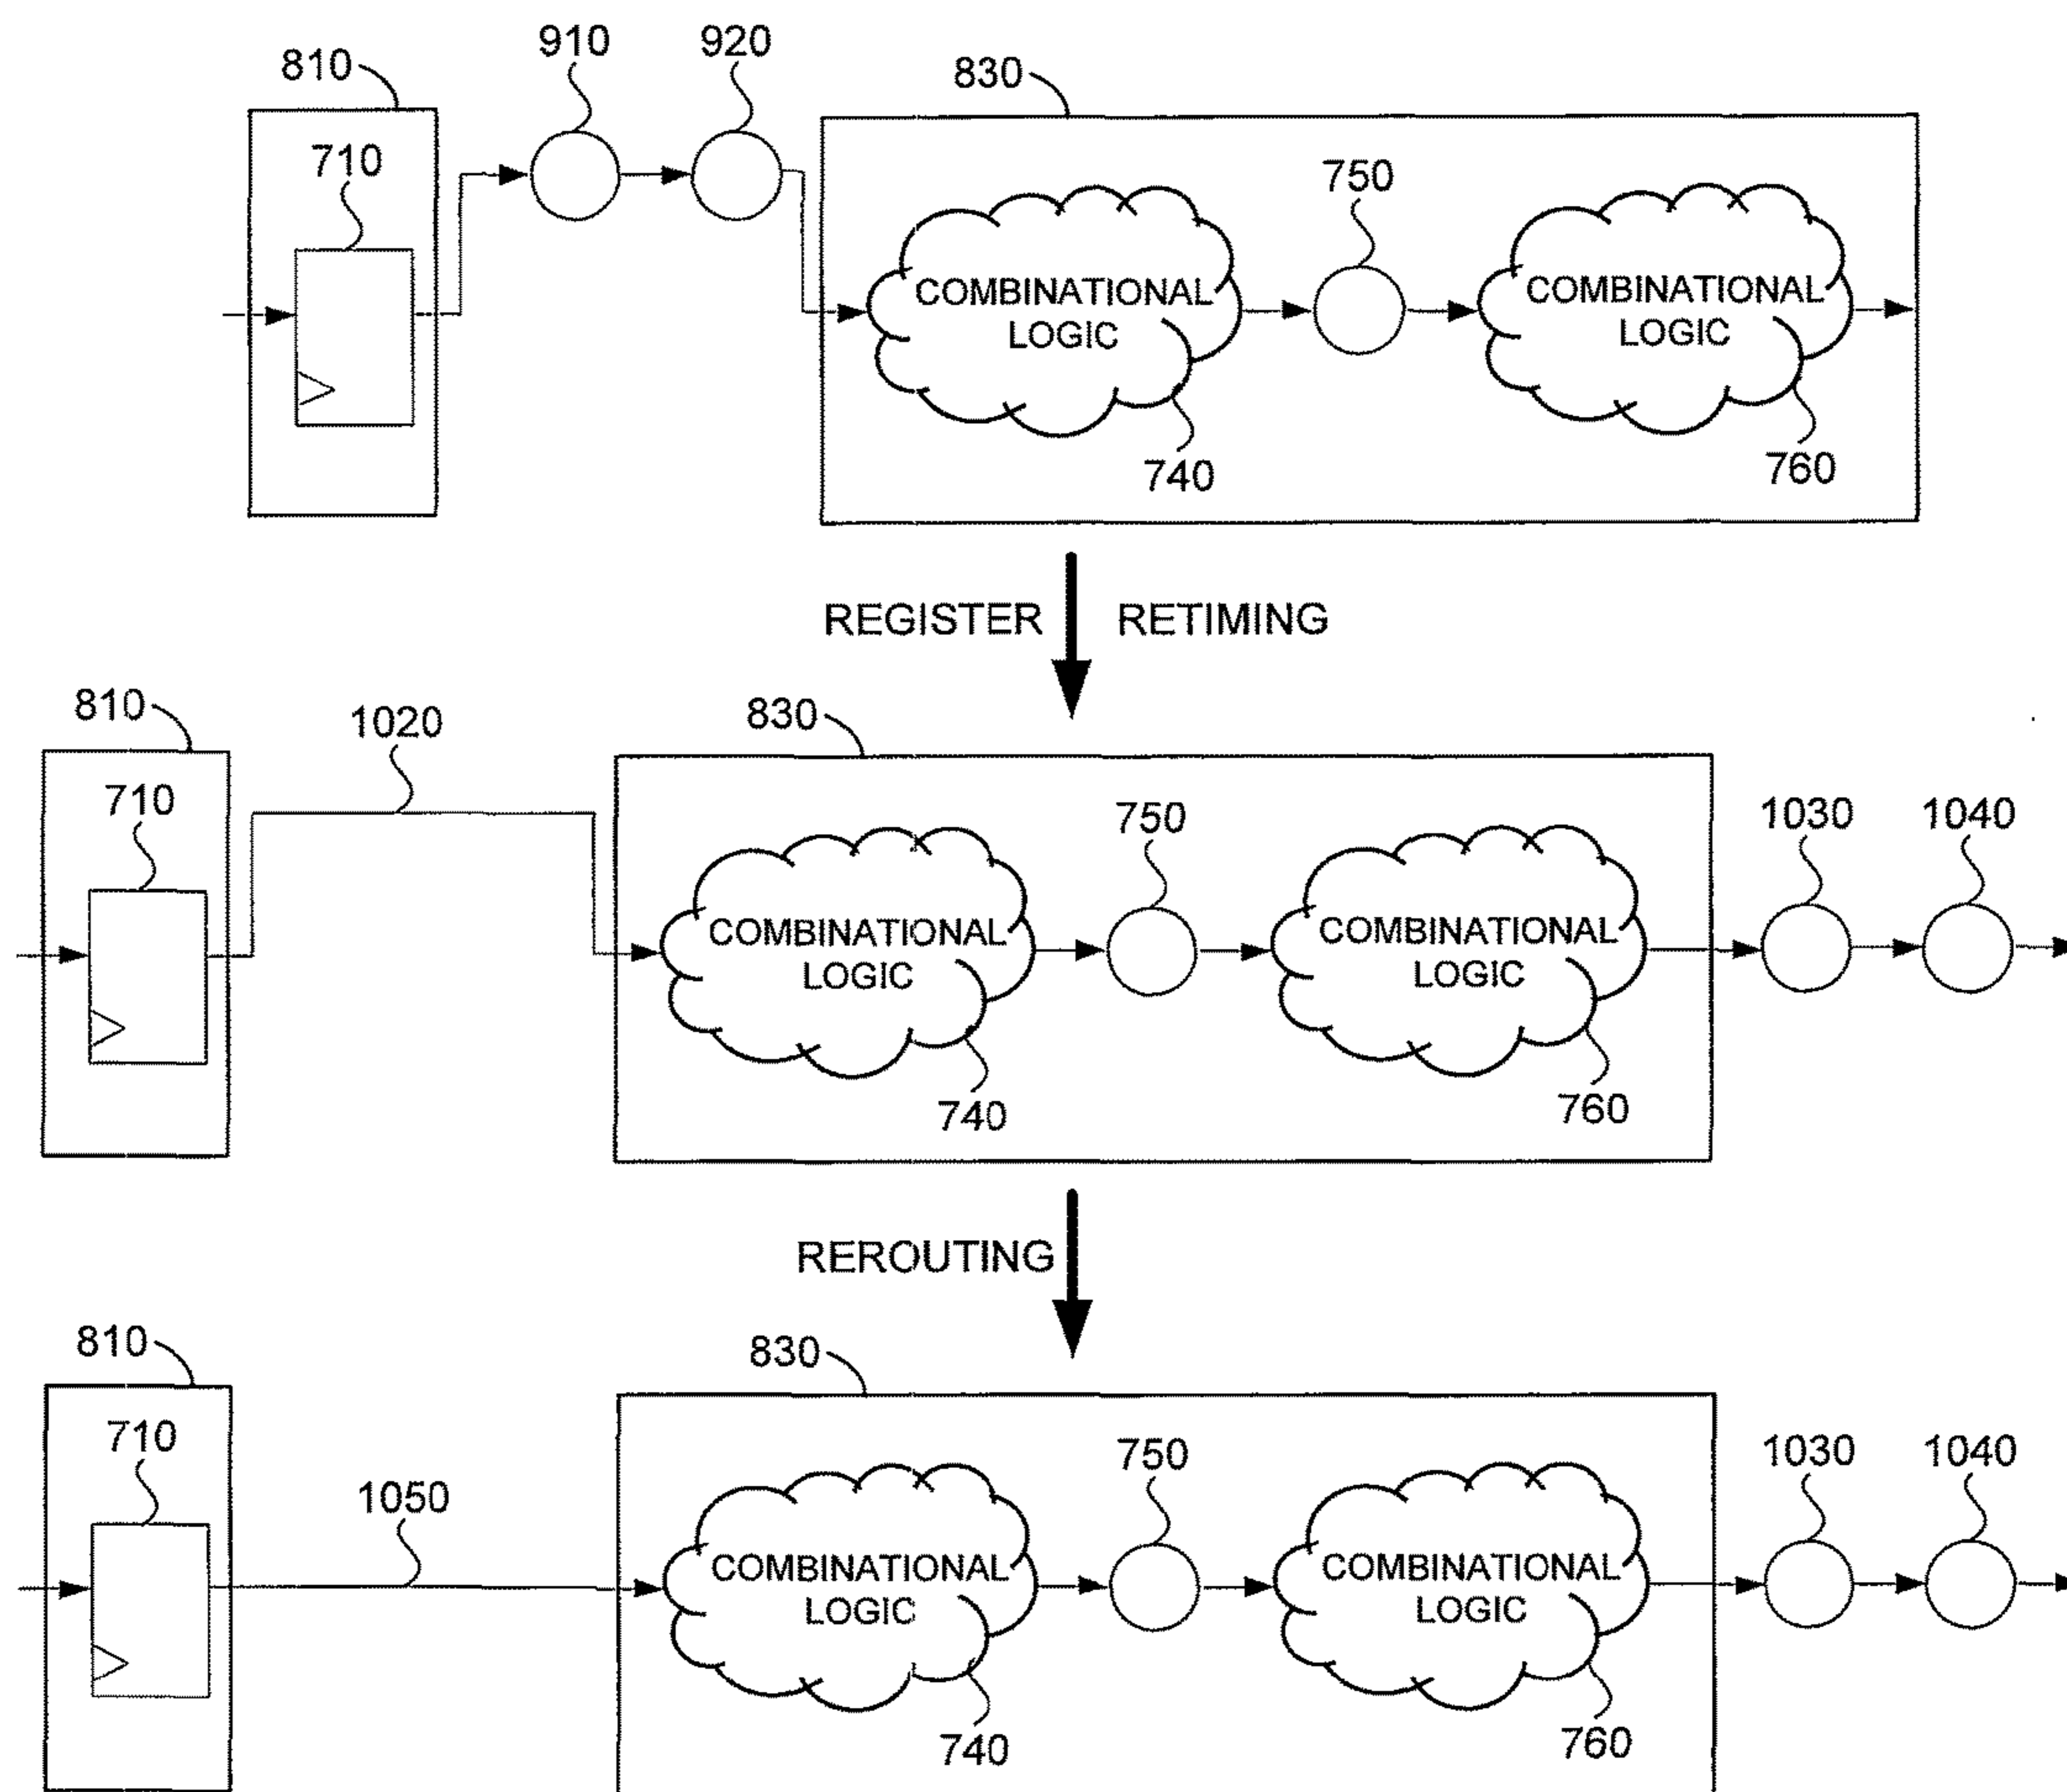 910 920
810 830
710 750
COMBINATIONAL LOGIC
COMBINATIONAL LOGIC
740 760
REGISTER RETIMING
810 1020 830
710 750 1030 1040
COMBINATIONAL LOGIC
COMBINATIONAL LOGIC
740 760
REROUTING
810 830
710 1050 750 1030 1040
COMBINATIONAL LOGIC
COMBINATIONAL LOGIC
740 760